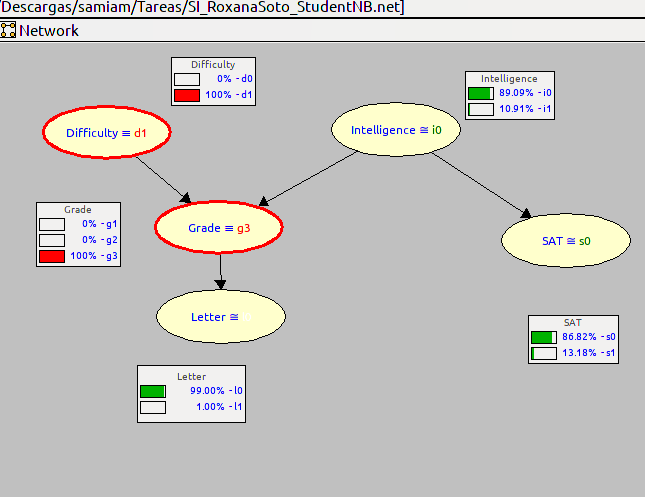 /Descargas/samiam/Tareas/SI_RoxanaSoto_StudentNB.net]
Network
Difficulty
0% - d0
100% - d1
Intelligence
89.09% - i0
10.91% - i1
Difficulty ≡ d1
Intelligence ≅ i0
Grade
0% - g1
0% - g2
100% - g3
Grade ≡ g3
SAT ≅ s0
Letter ≅
SAT
86.82% - s0
13.18% - s1
Letter
99.00% - l0
1.00% - l1